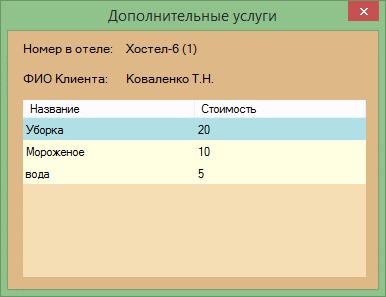 Дополнительные услуги
Номер в отеле: Хостел-6 (1)
ФИО Клиента: Коваленко Т.Н.
Название Стоимость
Уборка 20
Мороженое 10
вода 5